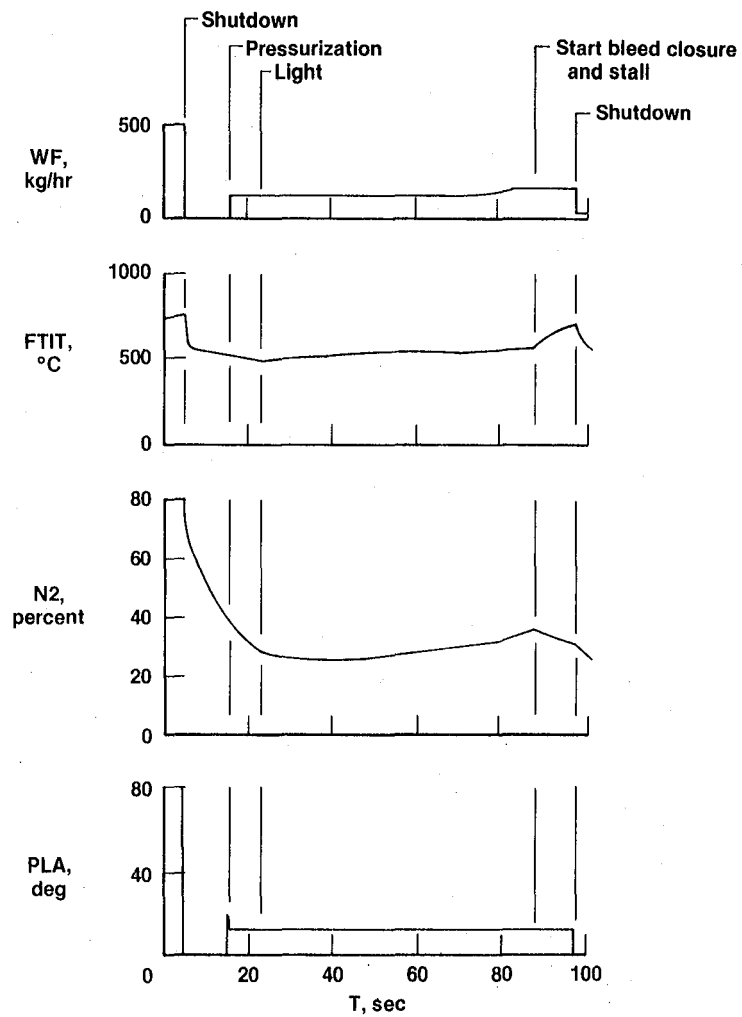 Shutdown
Pressurization
Light
Start bleed closure
and stall
Shutdown
500
WF,
kg/hr
0
1000
FTIT,
°C
500
0
80
60
N2,
percent
40
20
0
80
PLA,
deg
40
0 20 40 60 80 100
T, sec